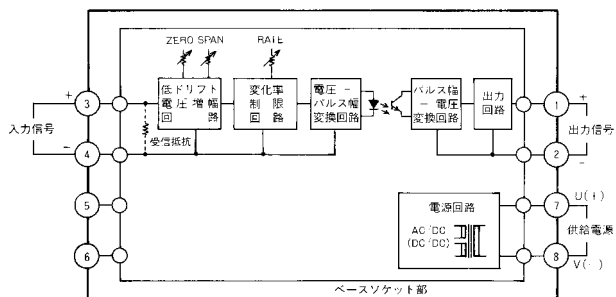 ZERO SPAN
RATE
低ドリフト
電圧増幅
回路
変化率
制限
回路
電圧－
パルス幅
変換回路
パルス幅
－電圧
変換回路
出力
回路
+
3
入力信号
受信抵抗
−
4
5
6
1
+
出力信号
2
-
電源回路
AC/DC
(DC/DC)
7
U(+)
供給電源
8
V(-)
ベースソケット部